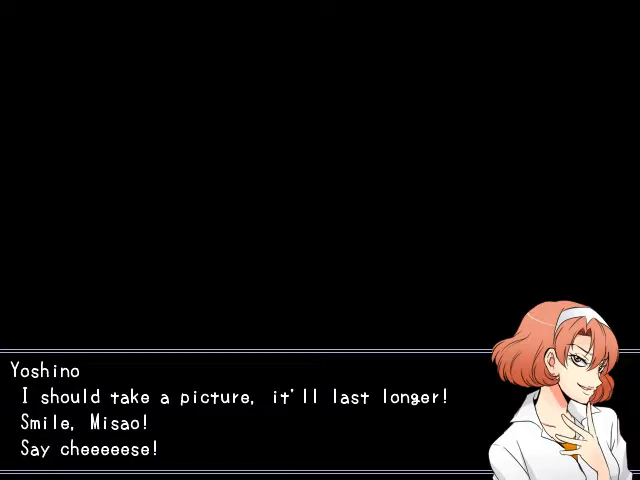 Yoshino
I should take a picture, it'll last longer!
Smile, Misao!
Say cheeeeese!